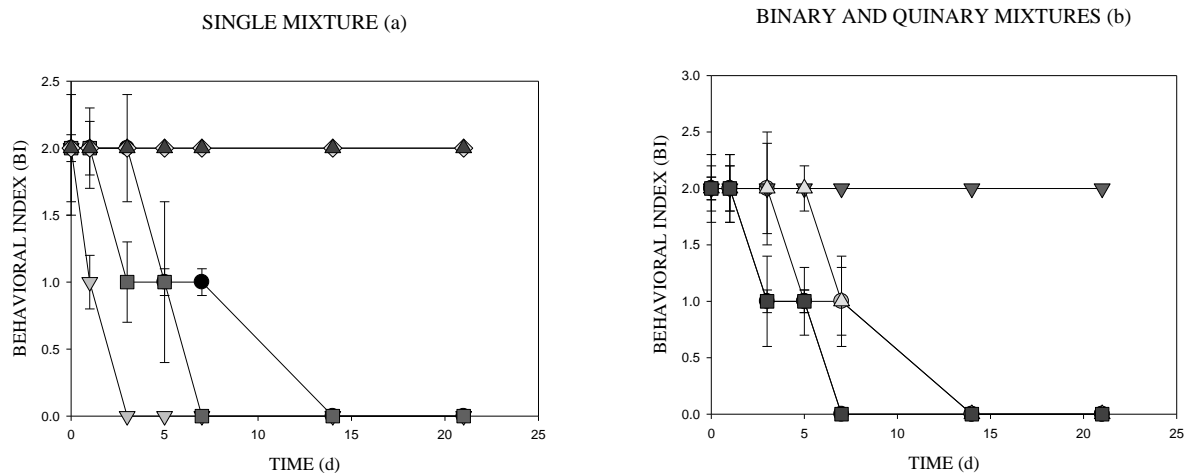 SINGLE MIXTURE (a)
BEHAVIORAL INDEX (BI)
2.5
2.0
1.5
1.0
0.5
0.0
0 5 10 15 20 25
TIME (d)
BINARY AND QUINARY MIXTURES (b)
BEHAVIORAL INDEX (BI)
3.0
2.5
2.0
1.5
1.0
0.5
0.0
0 5 10 15 20 25
TIME (d)